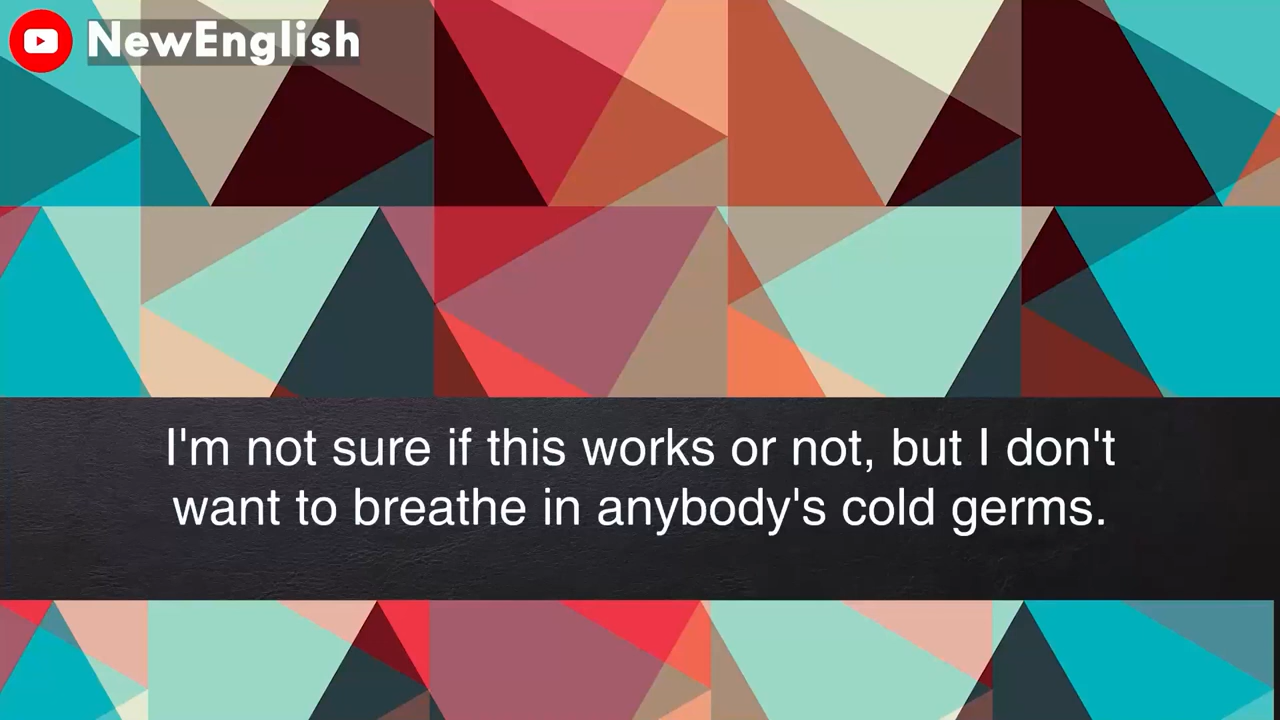 NewEnglish
I'm not sure if this works or not, but I don't
want to breathe in anybody's cold germs.